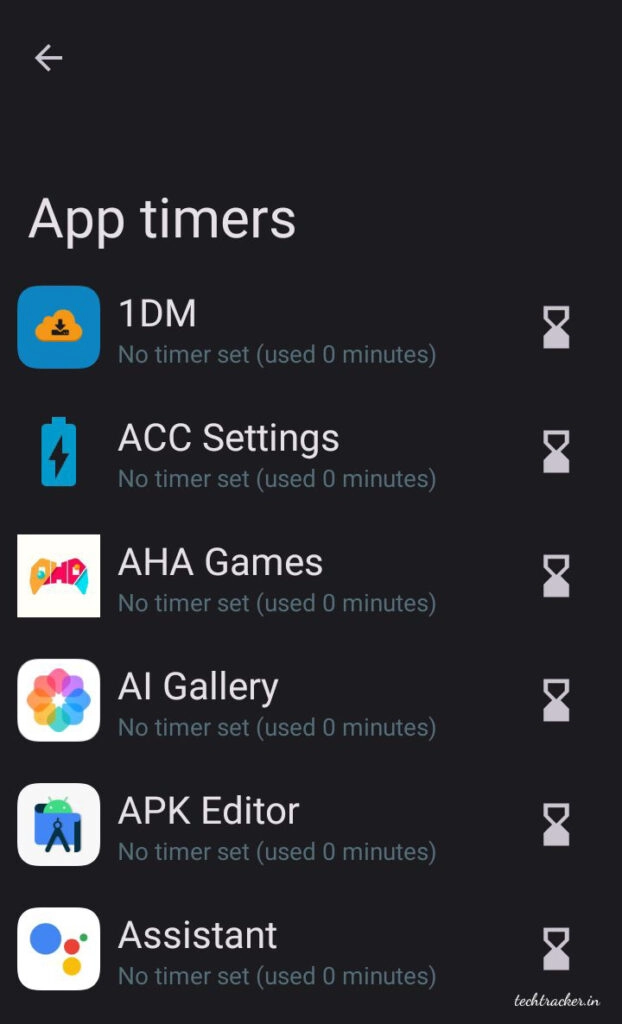 App timers
1DM
No timer set (used 0 minutes)
ACC Settings
No timer set (used 0 minutes)
AHA Games
No timer set (used 0 minutes)
AI Gallery
No timer set (used 0 minutes)
APK Editor
No timer set (used 0 minutes)
Assistant
No timer set (used 0 minutes)
techtracker.in